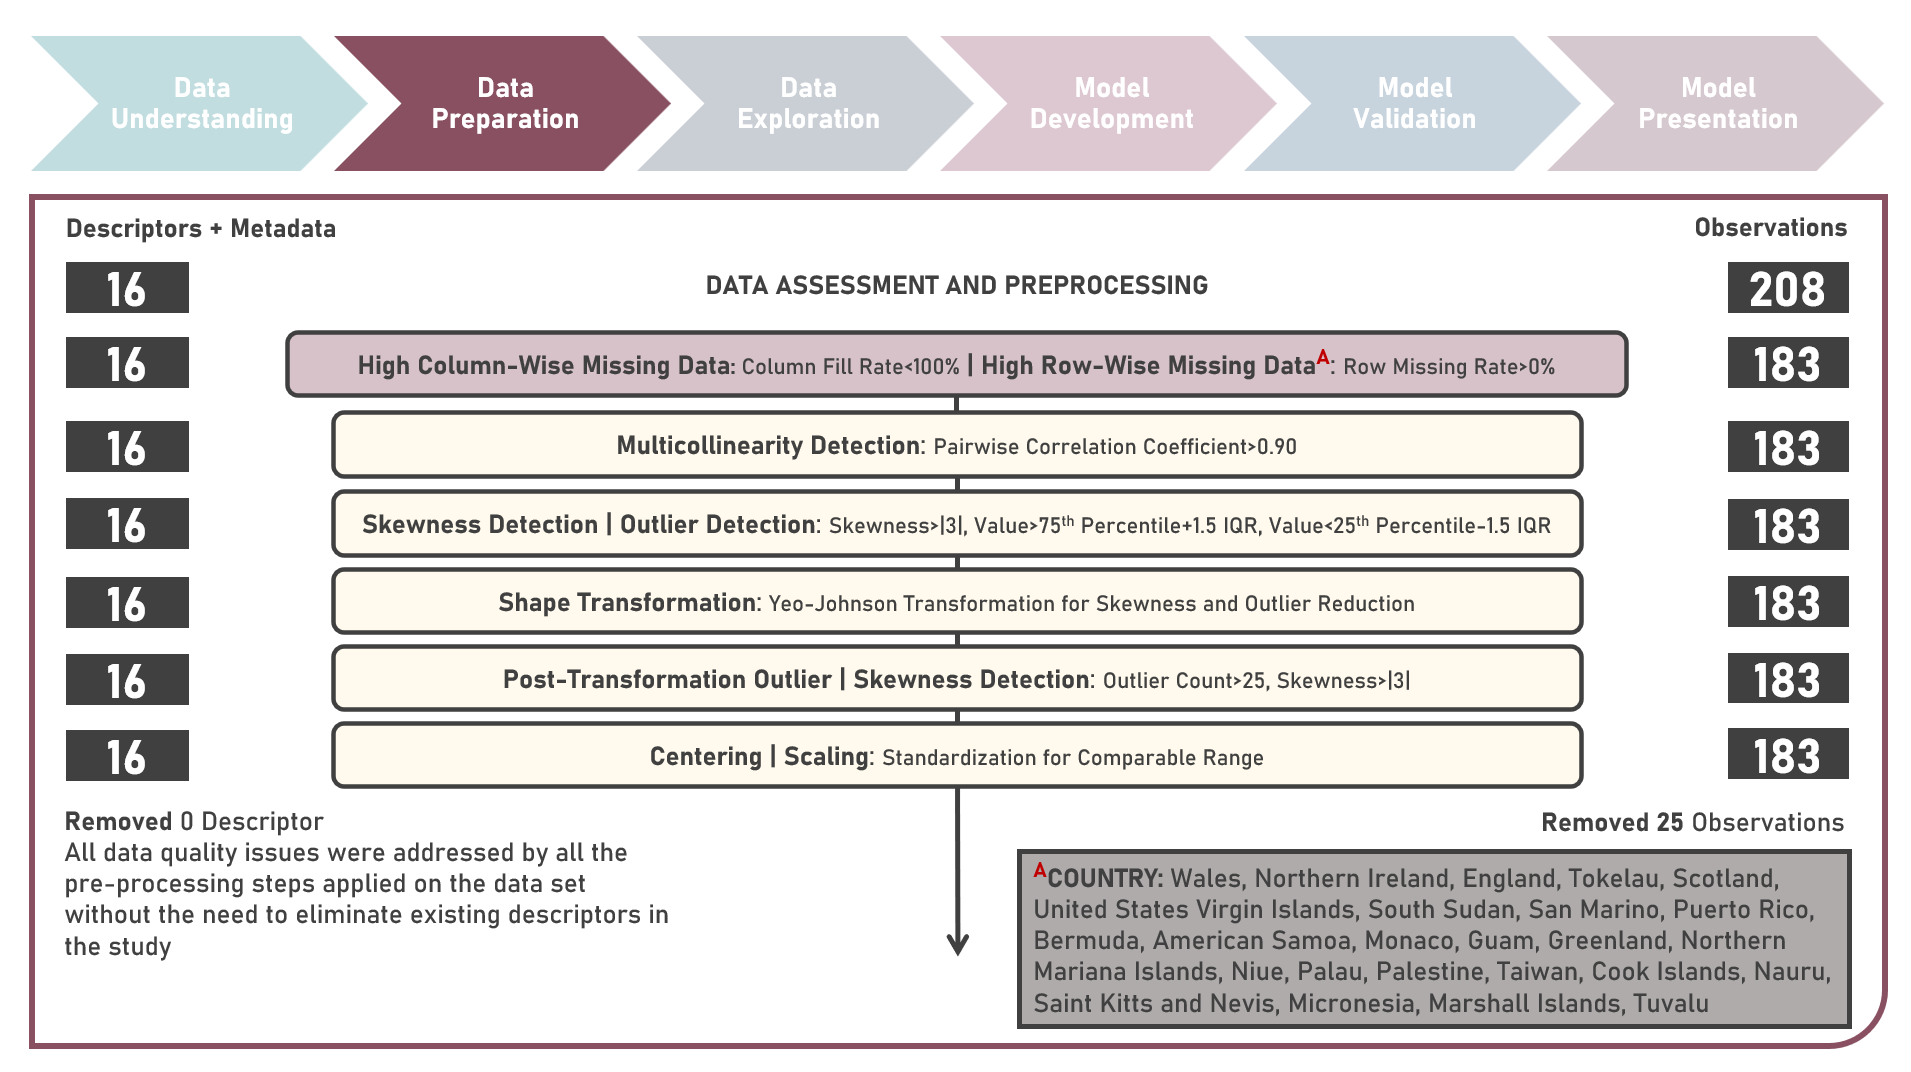 Data
Understanding
Data
Preparation
Data
Exploration
Model
Development
Model
Validation
Model
Presentation
Descriptors + Metadata
Observations
16
DATA ASSESSMENT AND PREPROCESSING
208
16
High Column-Wise Missing Data: Column Fill Rate<100% | High Row-Wise Missing Dataᴬ: Row Missing Rate>0%
183
16
Multicollinearity Detection: Pairwise Correlation Coefficient>0.90
183
16
Skewness Detection | Outlier Detection: Skewness>|3|, Value>75ᵗʰ Percentile+1.5 IQR, Value<25ᵗʰ Percentile-1.5 IQR
183
16
Shape Transformation: Yeo-Johnson Transformation for Skewness and Outlier Reduction
183
16
Post-Transformation Outlier | Skewness Detection: Outlier Count>25, Skewness>|3|
183
16
Centering | Scaling: Standardization for Comparable Range
183
Removed 0 Descriptor
All data quality issues were addressed by all the
pre-processing steps applied on the data set
without the need to eliminate existing descriptors in
the study
Removed 25 Observations
ᴬCOUNTRY: Wales, Northern Ireland, England, Tokelau, Scotland,
United States Virgin Islands, South Sudan, San Marino, Puerto Rico,
Bermuda, American Samoa, Monaco, Guam, Greenland, Northern
Mariana Islands, Niue, Palau, Palestine, Taiwan, Cook Islands, Nauru,
Saint Kitts and Nevis, Micronesia, Marshall Islands, Tuvalu